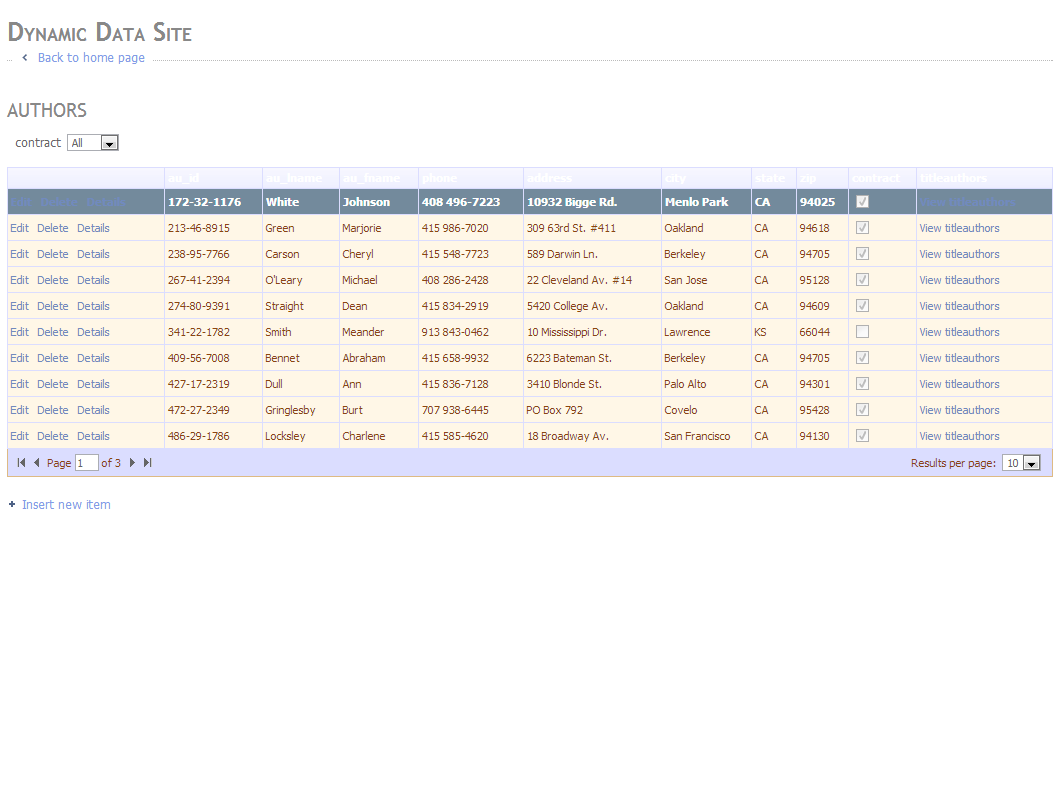 Dynamic Data Site
Back to home page
AUTHORS
contract All
au_id au_lname au_fname phone address city state zip contract titleauthors
Edit Delete Details 172-32-1176 White Johnson 408 496-7223 10932 Bigge Rd. Menlo Park CA 94025 View titleauthors
Edit Delete Details 213-46-8915 Green Marjorie 415 986-7020 309 63rd St. #411 Oakland CA 94618 View titleauthors
Edit Delete Details 238-95-7766 Carson Cheryl 415 548-7723 589 Darwin Ln. Berkeley CA 94705 View titleauthors
Edit Delete Details 267-41-2394 O'Leary Michael 408 286-2428 22 Cleveland Av. #14 San Jose CA 95128 View titleauthors
Edit Delete Details 274-80-9391 Straight Dean 415 834-2919 5420 College Av. Oakland CA 94609 View titleauthors
Edit Delete Details 341-22-1782 Smith Meander 913 843-0462 10 Mississippi Dr. Lawrence KS 66044 View titleauthors
Edit Delete Details 409-56-7008 Bennet Abraham 415 658-9932 6223 Bateman St. Berkeley CA 94705 View titleauthors
Edit Delete Details 427-17-2319 Dull Ann 415 836-7128 3410 Blonde St. Palo Alto CA 94301 View titleauthors
Edit Delete Details 472-27-2349 Gringlesby Burt 707 938-6445 PO Box 792 Covelo CA 95428 View titleauthors
Edit Delete Details 486-29-1786 Locksley Charlene 415 585-4620 18 Broadway Av. San Francisco CA 94130 View titleauthors
Page 1 of 3 Results per page: 10
Insert new item